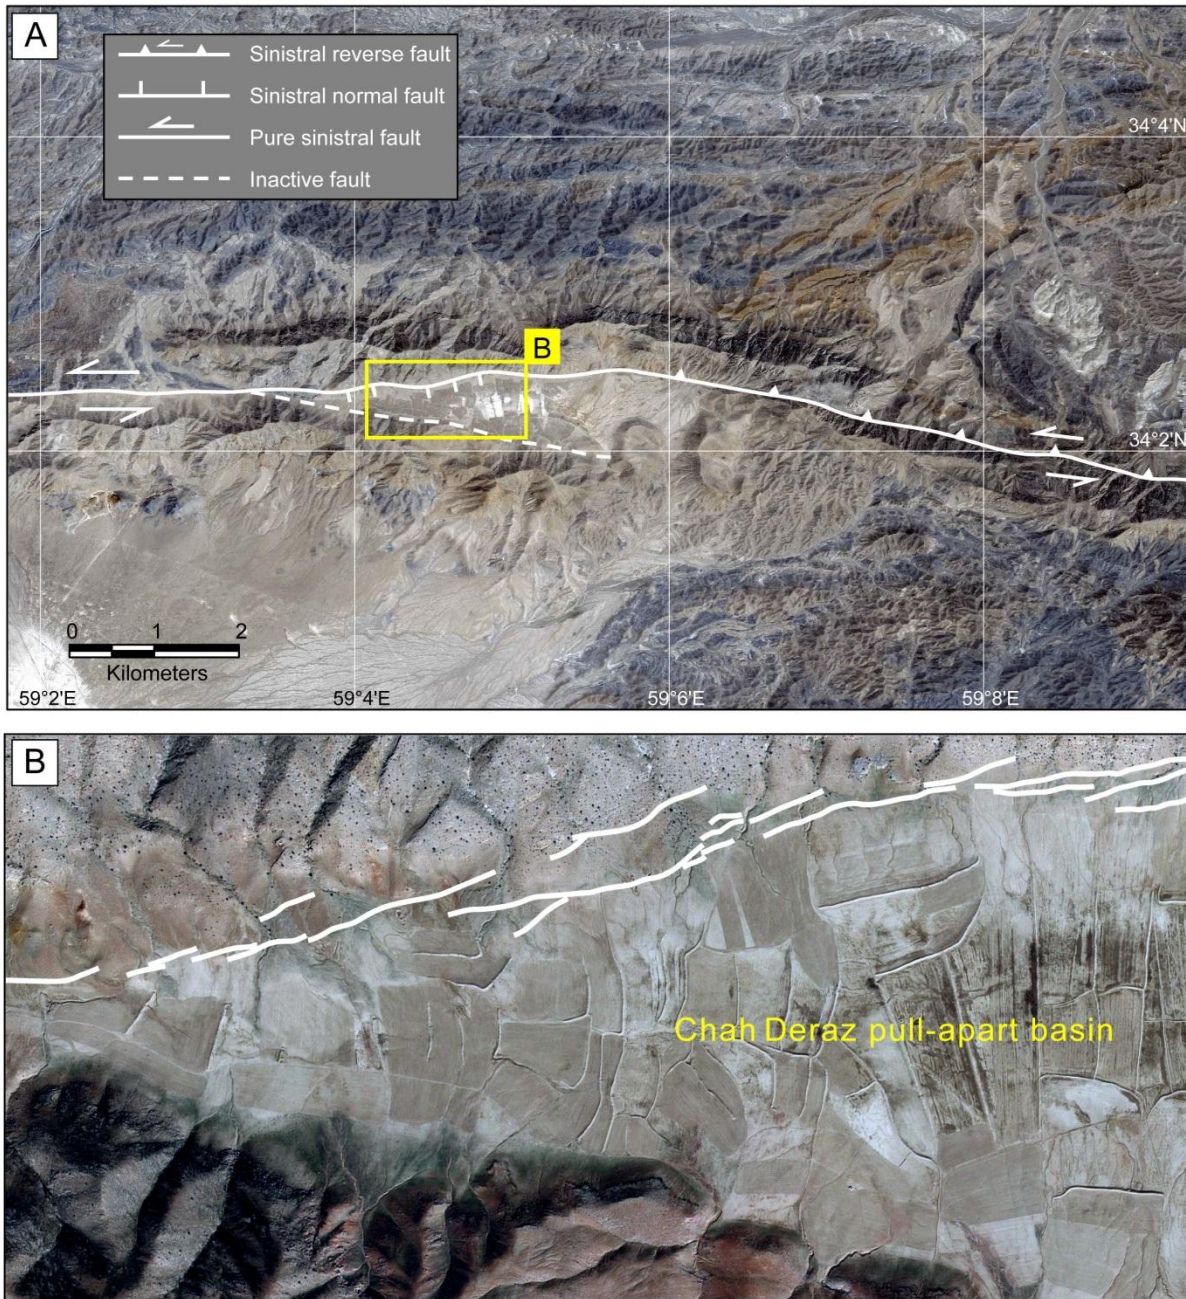 A
Sinistral reverse fault
Sinistral normal fault
Pure sinistral fault
Inactive fault
34°4'N
B
34°2'N
0 1 2
Kilometers
59°2'E 59°4'E 59°6'E 59°8'E
B
Chah Deraz pull-apart basin